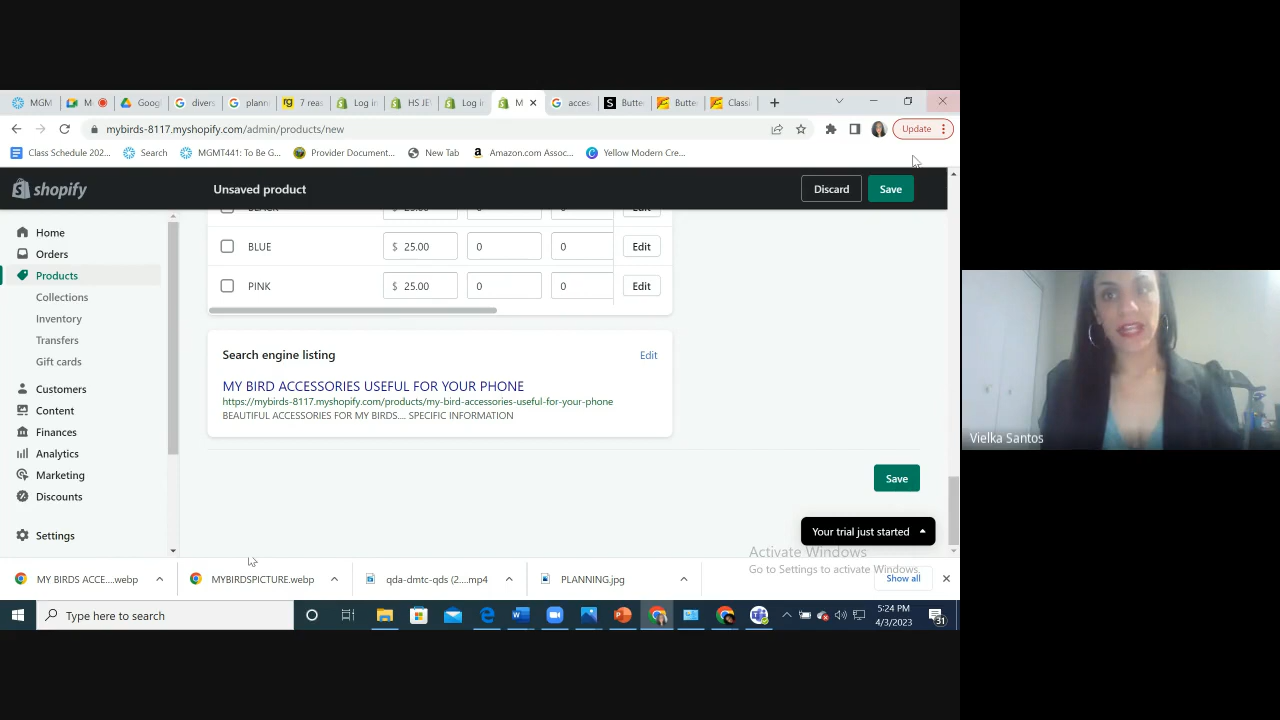 MGM
M
Googl
divers
planni
7 reas
Log in
HS JE
Log in
M
acces
Butte
Butte
Classi
mybirds-8117.myshopify.com/admin/products/new
Update
Class Schedule 202...
Search
MGMT441: To Be G...
Provider Document...
New Tab
Amazon.com Assoc...
Yellow Modern Cre...
shopify
Unsaved product
Discard
Save
Home
Orders
Products
Collections
Inventory
Transfers
Gift cards
Customers
Content
Finances
Analytics
Marketing
Discounts
Settings
BLUE
$ 25.00
0
0
Edit
PINK
$ 25.00
0
0
Edit
Search engine listing
Edit
MY BIRD ACCESSORIES USEFUL FOR YOUR PHONE
https://mybirds-8117.myshopify.com/products/my-bird-accessories-useful-for-your-phone
BEAUTIFUL ACCESSORIES FOR MY BIRDS.... SPECIFIC INFORMATION
Save
Your trial just started
Activate Windows
Go to Settings to activate Windows.
Vielka Santos
MY BIRDS ACCE....webp
MYBIRDSPICTURE.webp
qda-dmtc-qds (2....mp4
PLANNING.jpg
Show all
Type here to search
5:24 PM
4/3/2023
31